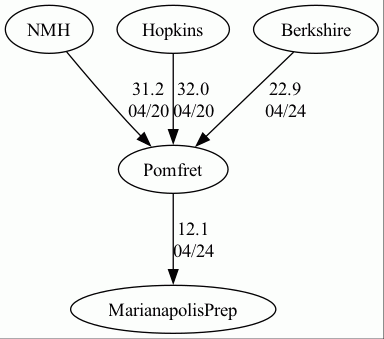 NMH
Hopkins
Berkshire
31.2
04/20
32.0
04/20
22.9
04/24
Pomfret
12.1
04/24
MarianapolisPrep